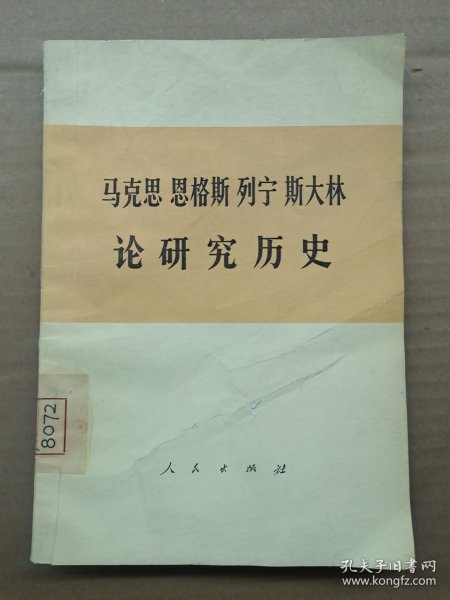 马克思 恩格斯 列宁 斯大林
论研究历史
8072
人民出版社
孔夫子旧书网
www.kongfz.com